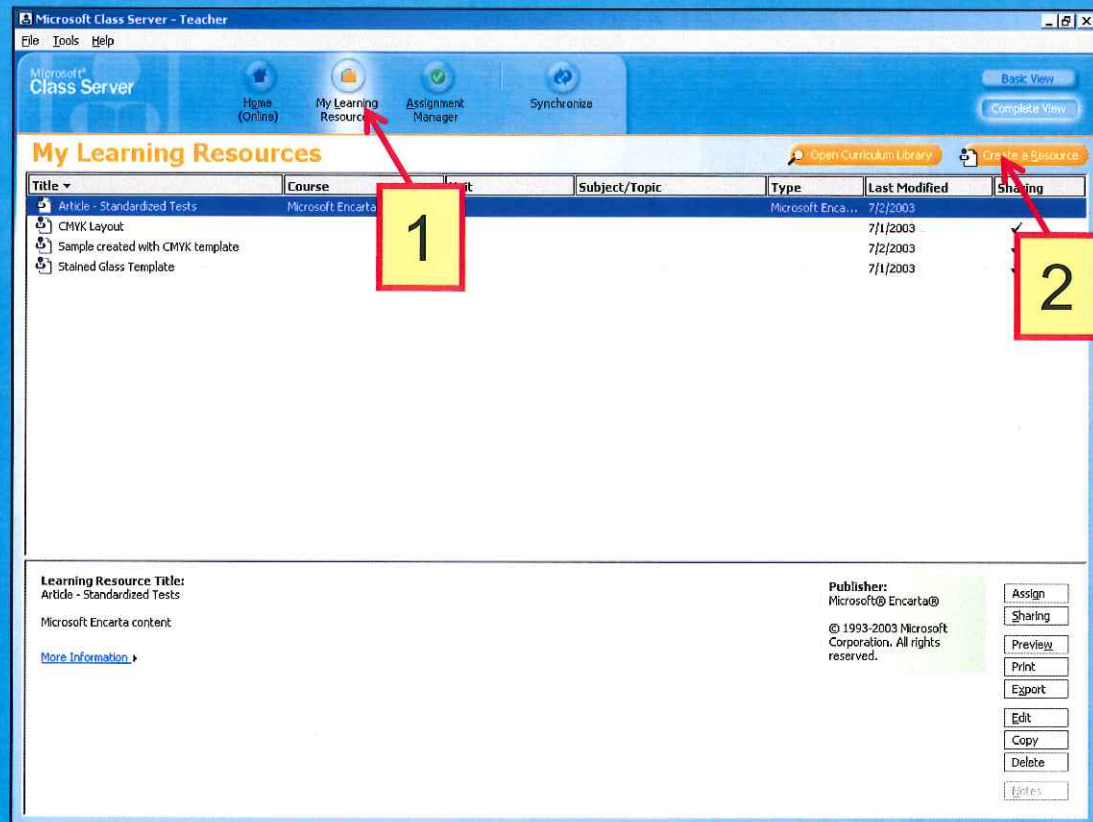 Microsoft Class Server - Teacher
File Tools Help
Microsoft®
Class Server
Home
(Online)
My Learning
Resources
Assignment
Manager
Synchronize
Basic View
Complete View
My Learning Resources
Open Curriculum Library
Create a Resource
Title Course Unit Subject/Topic Type Last Modified Sharing
Article - Standardized Tests Microsoft Encarta Microsoft Enca... 7/2/2003
CMYK Layout 7/1/2003
Sample created with CMYK template 7/2/2003
Stained Glass Template 7/1/2003
1
2
Learning Resource Title:
Article - Standardized Tests
Microsoft Encarta content
More Information
Publisher:
Microsoft® Encarta®
© 1993-2003 Microsoft
Corporation. All rights
reserved.
Assign
Sharing
Preview
Print
Export
Edit
Copy
Delete
Notes